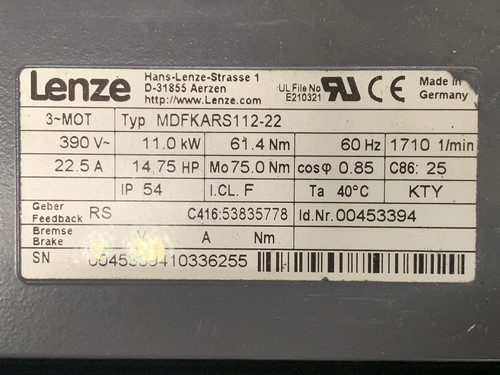 Lenze Hans-Lenze-Strasse 1 UL File No Made in
D-31855 Aerzen E210321 Germany
http://www.Lenze.com
3~MOT Typ MDFKARS112-22
390 V~ 11.0 kW 61.4 Nm 60 Hz 1710 1/min
22.5 A 14.75 HP Mo 75.0 Nm cosφ 0.85 C86: 25
IP 54 I.CL. F Ta 40°C KTY
Geber
Feedback RS C416:53835778 Id.Nr. 00453394
Bremse
Brake A Nm
SN